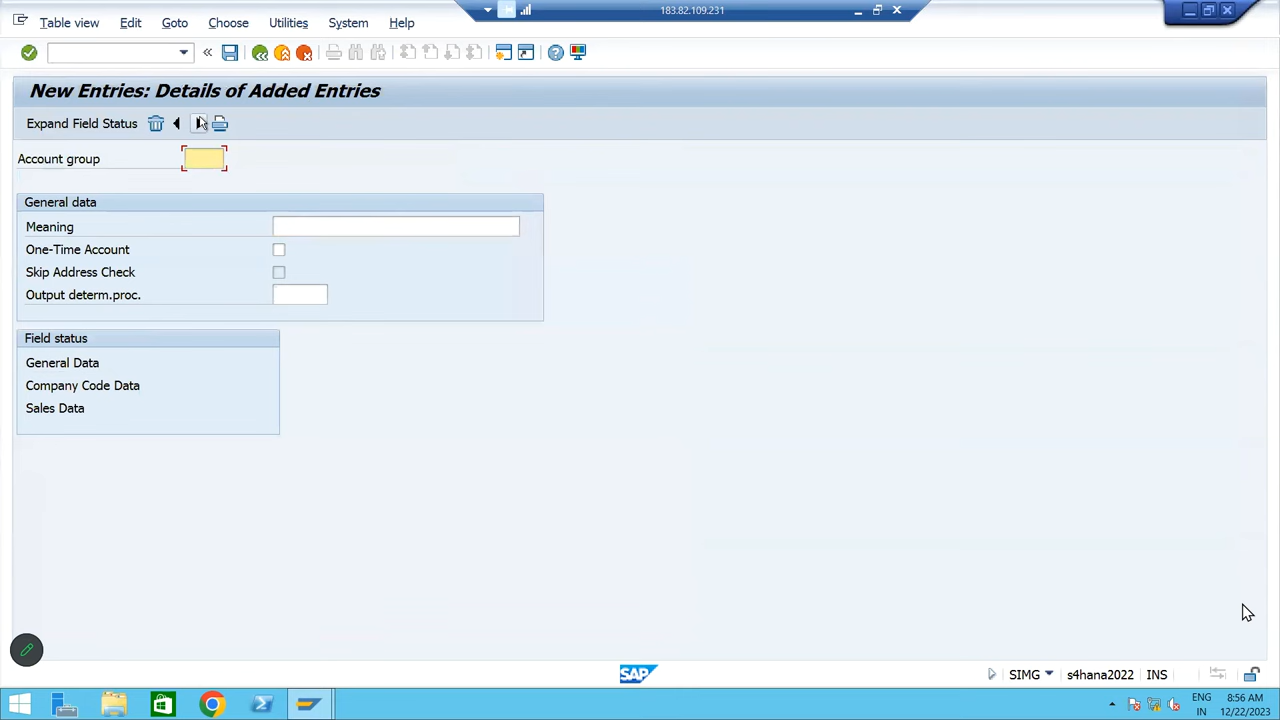 183.82.109.231
Table view Edit Goto Choose Utilities System Help
New Entries: Details of Added Entries
Expand Field Status
Account group
General data
Meaning
One-Time Account
Skip Address Check
Output determ.proc.
Field status
General Data
Company Code Data
Sales Data
SAP SIMG s4hana2022 INS
ENG 8:56 AM
IN 12/22/2023